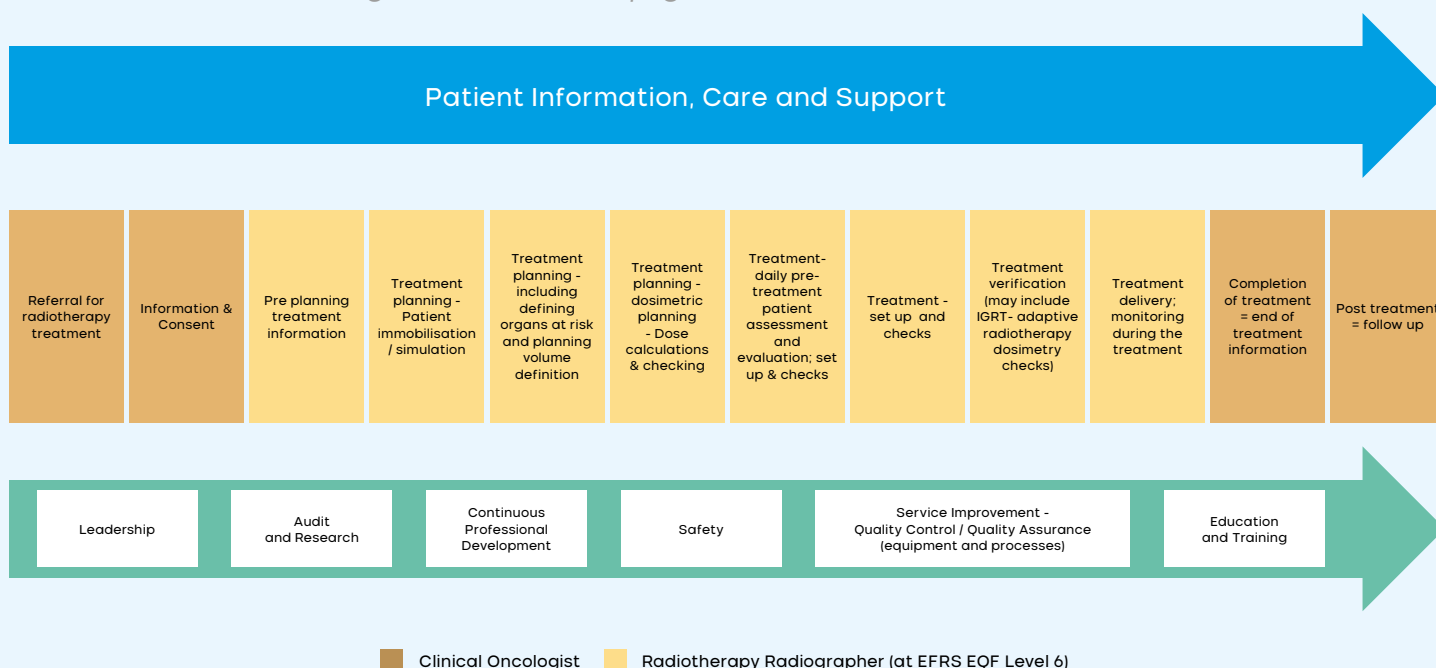 Patient Information, Care and Support
Referral for
radiotherapy
treatment
Information &
Consent
Pre planning
treatment
information
Treatment
planning -
Patient
immobilisation
/ simulation
Treatment
planning -
including
defining
organs at risk
and planning
volume
definition
Treatment
planning -
dosimetric
planning
- Dose
calculations
& checking
Treatment-
daily pre-
treatment
patient
assessment
and
evaluation; set
up & checks
Treatment -
set up and
checks
Treatment
verification
(may include
IGRT- adaptive
radiotherapy
dosimetry
checks)
Treatment
delivery;
monitoring
during the
treatment
Completion
of treatment
= end of
treatment
information
Post treatment
= follow up
Leadership
Audit
and Research
Continuous
Professional
Development
Safety
Service Improvement -
Quality Control / Quality Assurance
(equipment and processes)
Education
and Training
Clinical Oncologist
Radiotherapy Radiographer (at EFRS EQF Level 6)